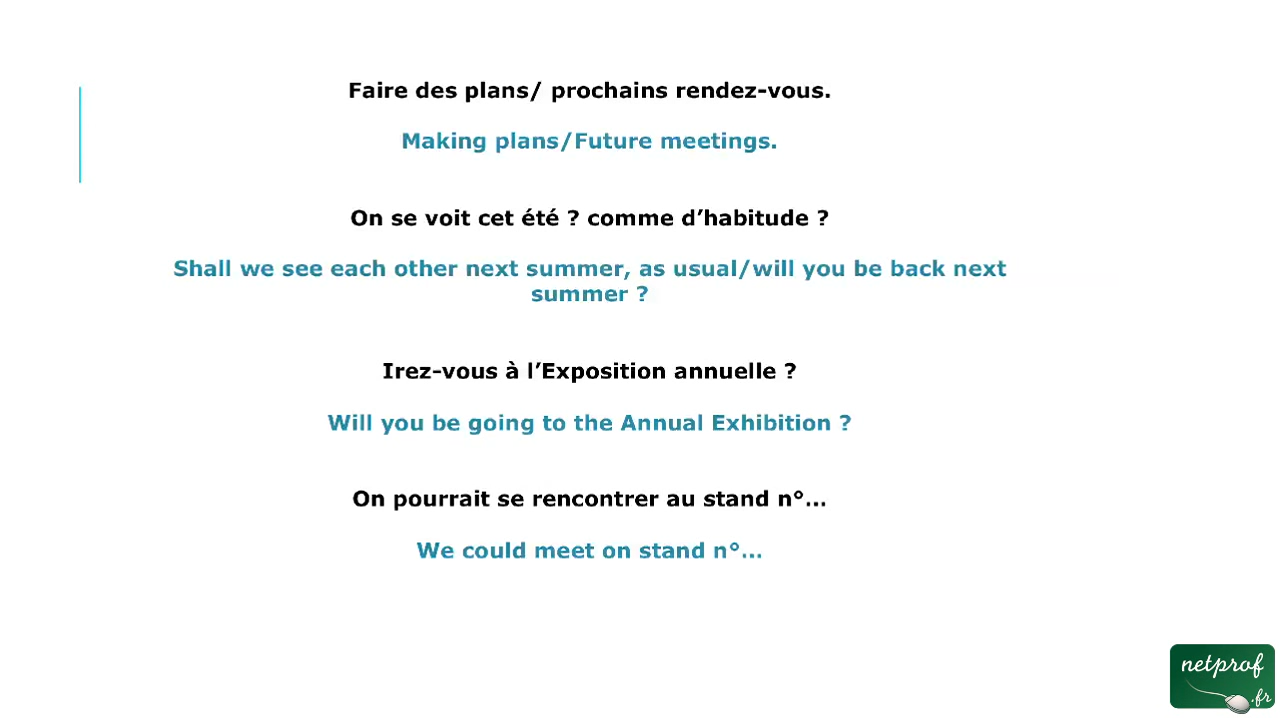 Faire des plans/ prochains rendez-vous.
Making plans/Future meetings.
On se voit cet été ? comme d’habitude ?
Shall we see each other next summer, as usual/will you be back next
summer ?
Irez-vous à l’Exposition annuelle ?
Will you be going to the Annual Exhibition ?
On pourrait se rencontrer au stand n°…
We could meet on stand n°…
netprof
.fr